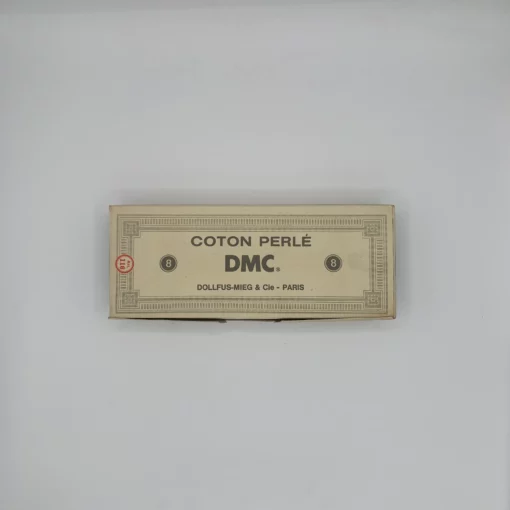 COTON PERLÉ
8 DMC® 8
DOLLFUS-MIEG & Cie - PARIS